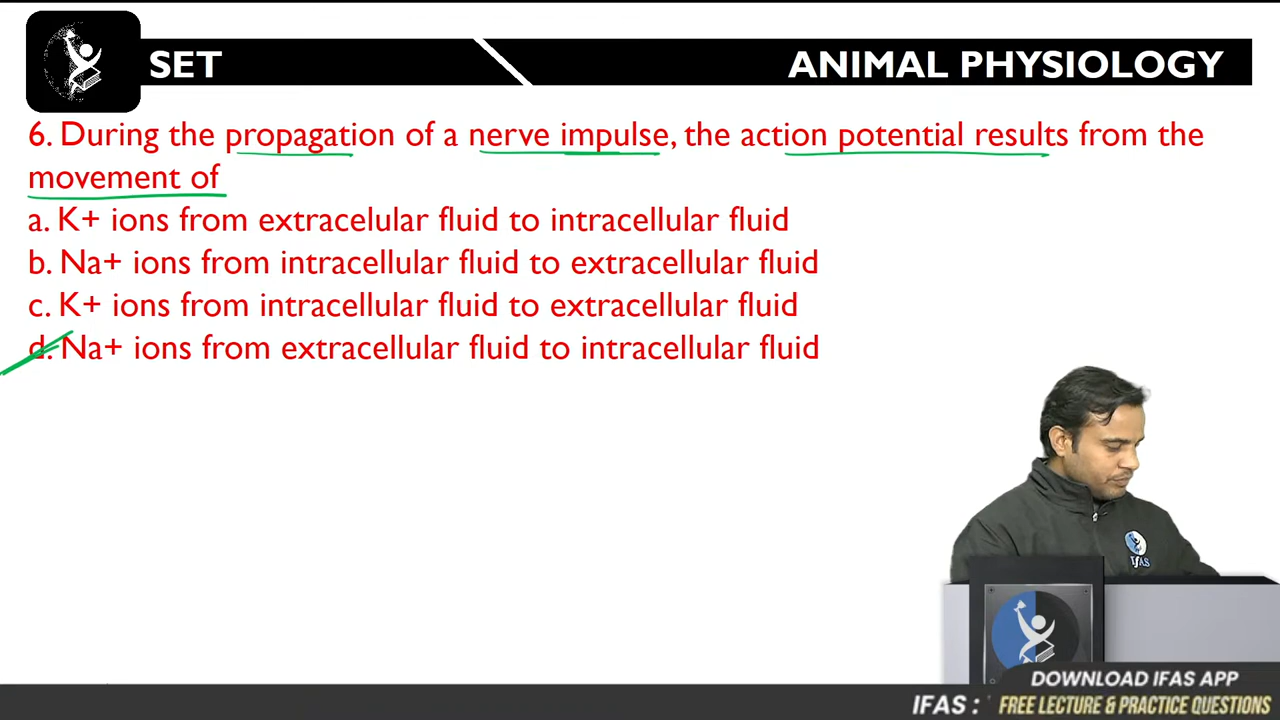 SET
ANIMAL PHYSIOLOGY
6. During the propagation of a nerve impulse, the action potential results from the
movement of
a. K+ ions from extracelular fluid to intracellular fluid
b. Na+ ions from intracellular fluid to extracellular fluid
c. K+ ions from intracellular fluid to extracellular fluid
d. Na+ ions from extracellular fluid to intracellular fluid
IFAS
DOWNLOAD IFAS APP
IFAS : FREE LECTURE & PRACTICE QUESTIONS